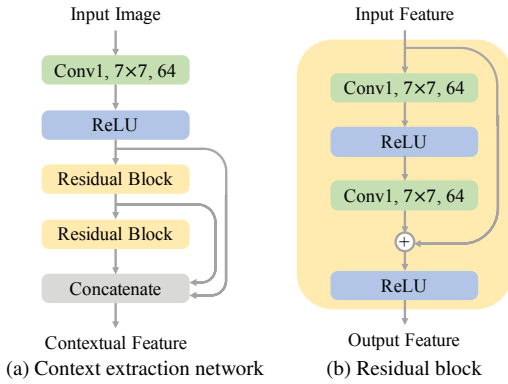 Input Image
Conv1, 7×7, 64
ReLU
Residual Block
Residual Block
Concatenate
Contextual Feature
(a) Context extraction network
Input Feature
Conv1, 7×7, 64
ReLU
Conv1, 7×7, 64
+
ReLU
Output Feature
(b) Residual block